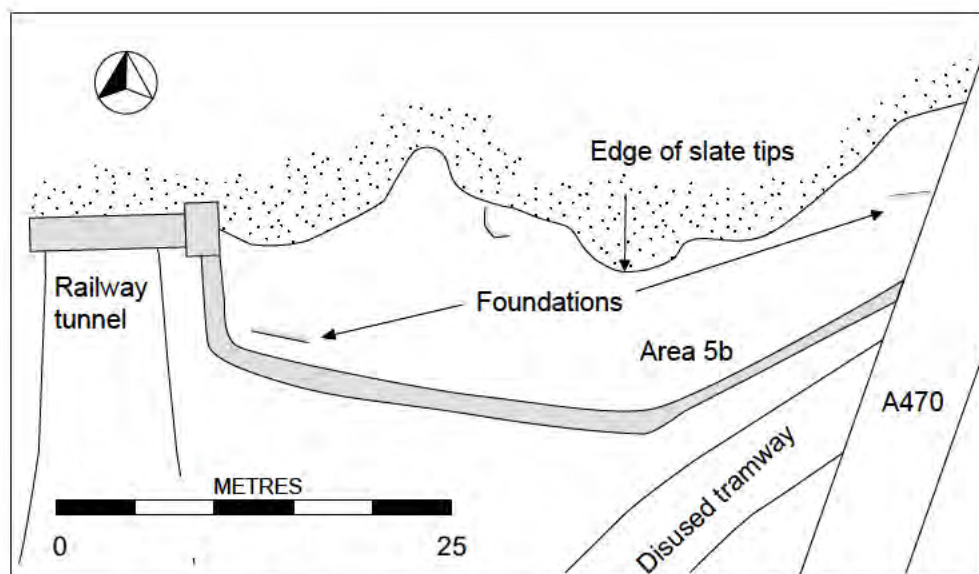 Edge of slate tips
Railway
tunnel
Foundations
Area 5b
A470
METRES
0 25
Disused tramway